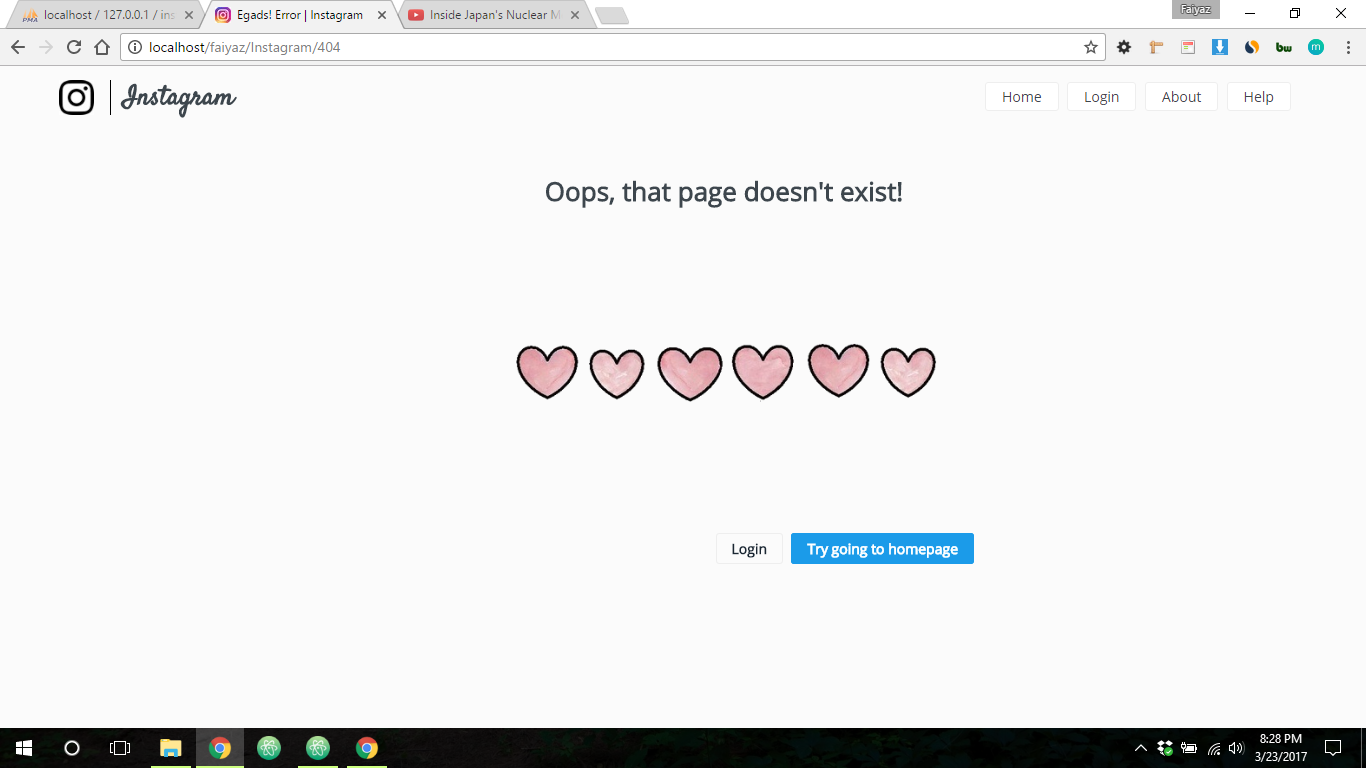 localhost / 127.0.0.1 / ins
Egads! Error | Instagram
Inside Japan's Nuclear M
Faiyaz
localhost/faiyaz/Instagram/404
bw
m
Instagram
Home
Login
About
Help
Oops, that page doesn't exist!
Login
Try going to homepage
8:28 PM
3/23/2017